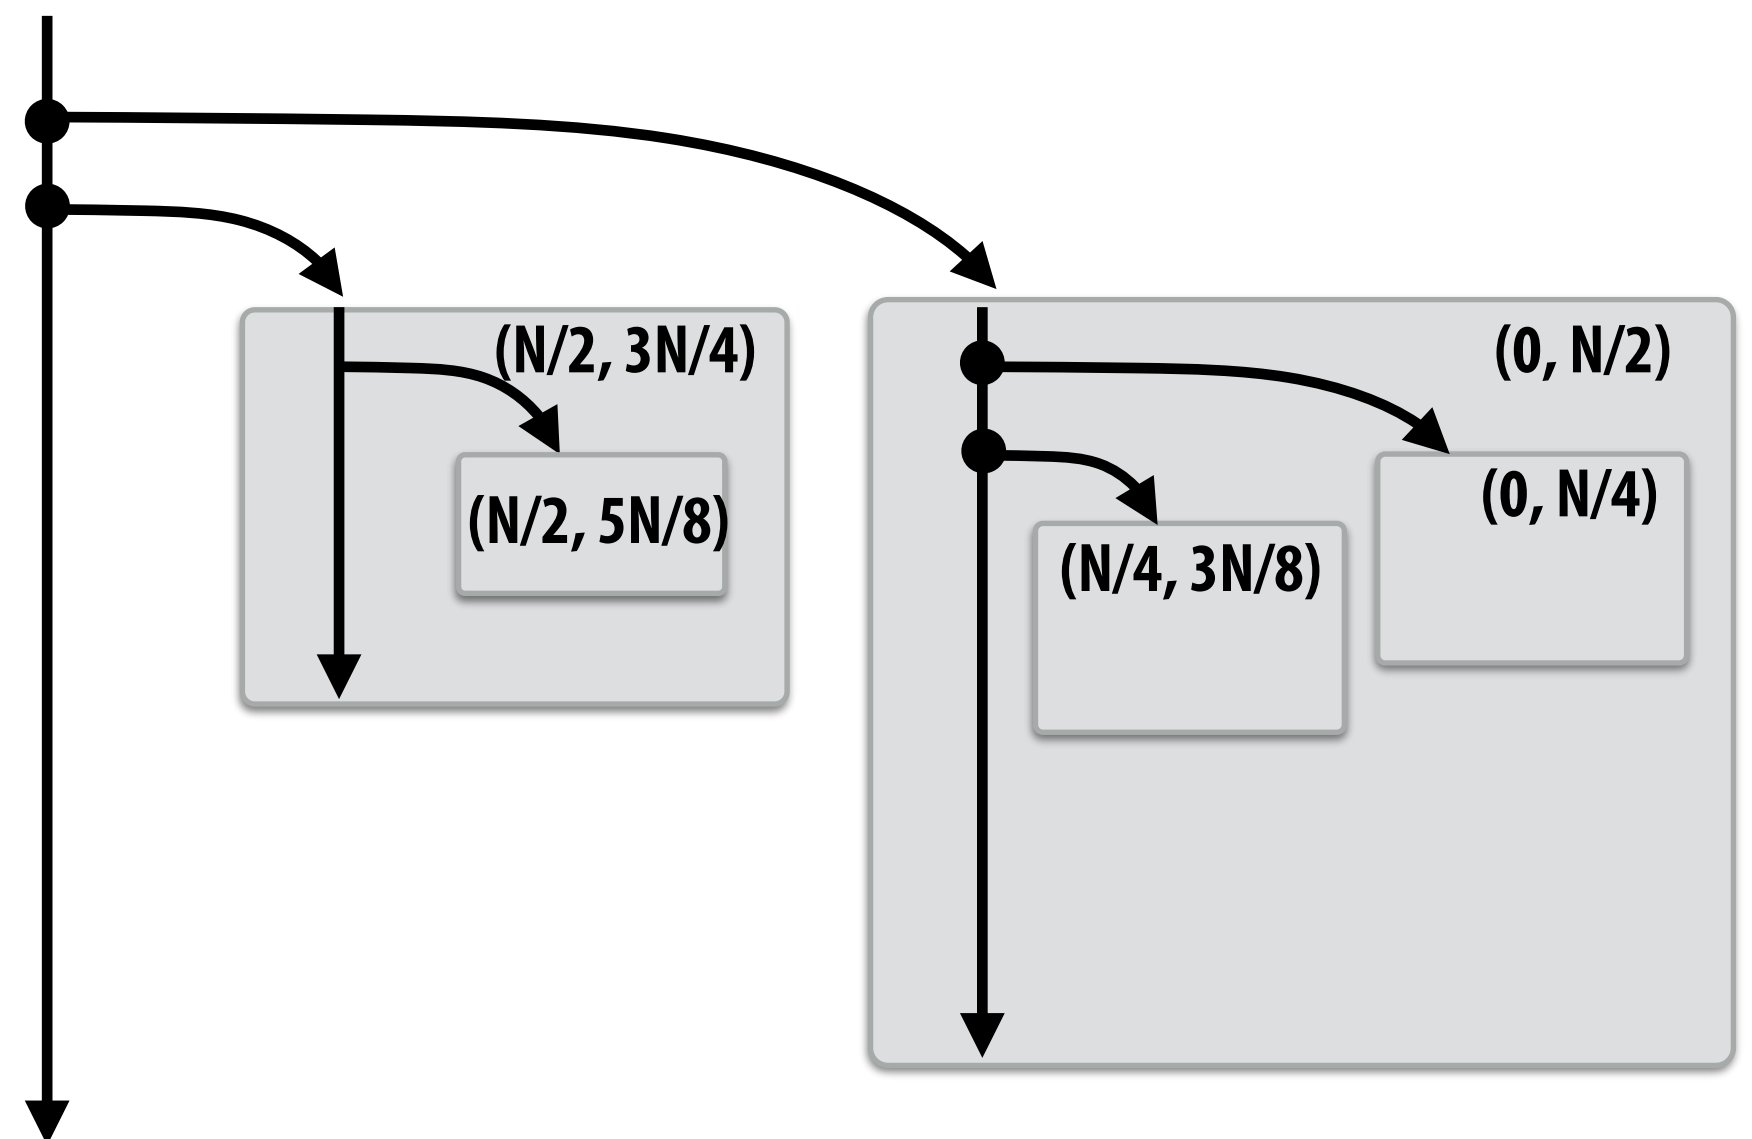 (N/2, 3N/4)
(0, N/2)
(0, N/4)
(N/2, 5N/8)
(N/4, 3N/8)